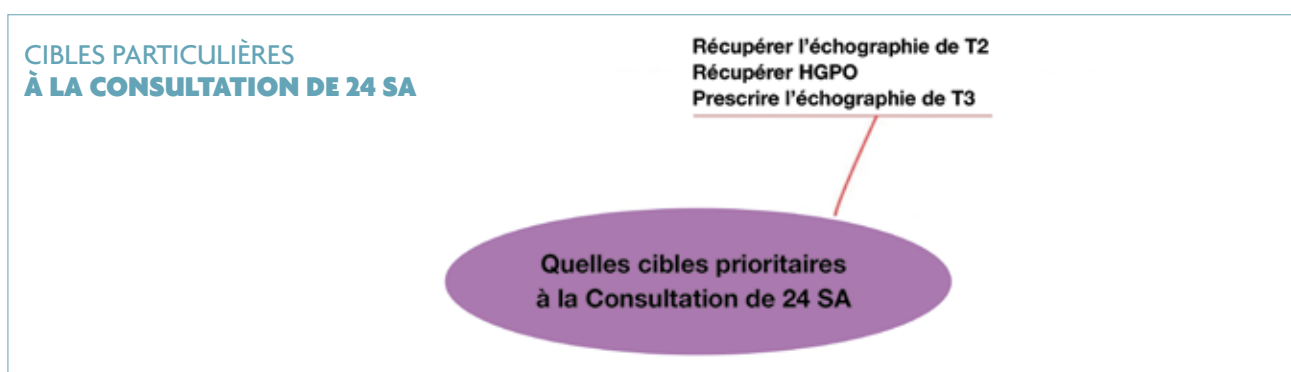 CIBLES PARTICULIÈRES
À LA CONSULTATION DE 24 SA
Récupérer l'échographie de T2
Récupérer HGPO
Prescrire l'échographie de T3
Quelles cibles prioritaires
à la Consultation de 24 SA